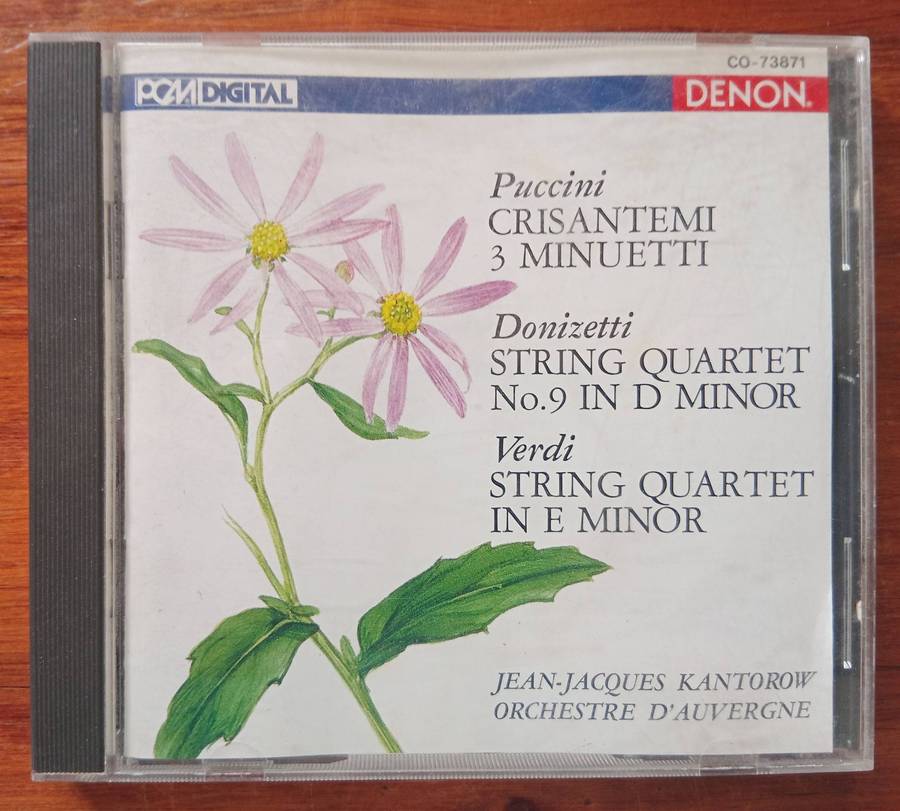 CO-73871
PCM DIGITAL
DENON
Puccini
CRISANTEMI
3 MINUETTI
Donizetti
STRING QUARTET
No.9 IN D MINOR
Verdi
STRING QUARTET
IN E MINOR
JEAN-JACQUES KANTOROW
ORCHESTRE D'AUVERGNE